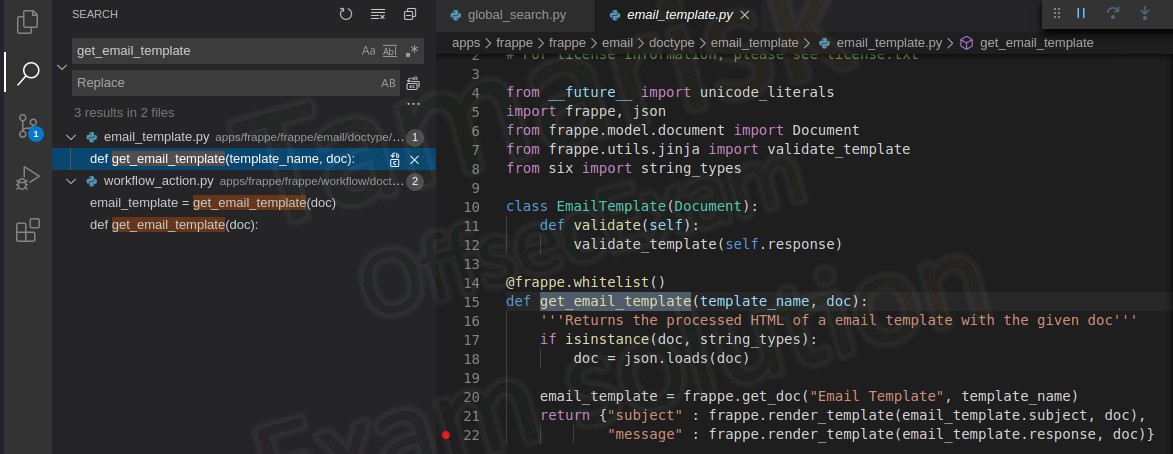 SEARCH
get_email_template
Aa Abl .*
Replace
AB
3 results in 2 files
...
email_template.py apps/frappe/frappe/email/doctype/... 1
def get_email_template(template_name, doc):
workflow_action.py apps/frappe/frappe/workflow/doct... 2
email_template = get_email_template(doc)
def get_email_template(doc):
1
global_search.py
email_template.py
apps > frappe > frappe > email > doctype > email_template > email_template.py > get_email_template
2 # For license information, please see license.txt
3
4 from __future__ import unicode_literals
5 import frappe, json
6 from frappe.model.document import Document
7 from frappe.utils.jinja import validate_template
8 from six import string_types
9
10 class EmailTemplate(Document):
11 def validate(self):
12 validate_template(self.response)
13
14 @frappe.whitelist()
15 def get_email_template(template_name, doc):
16 '''Returns the processed HTML of a email template with the given doc'''
17 if isinstance(doc, string_types):
18 doc = json.loads(doc)
19
20 email_template = frappe.get_doc("Email Template", template_name)
21 return {"subject" : frappe.render_template(email_template.subject, doc),
22 "message" : frappe.render_template(email_template.response, doc)}
Tamarisk
OffsecExam
Exam solution